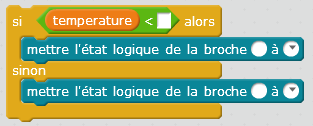 si temperature < alors
mettre l'état logique de la broche à
sinon
mettre l'état logique de la broche à